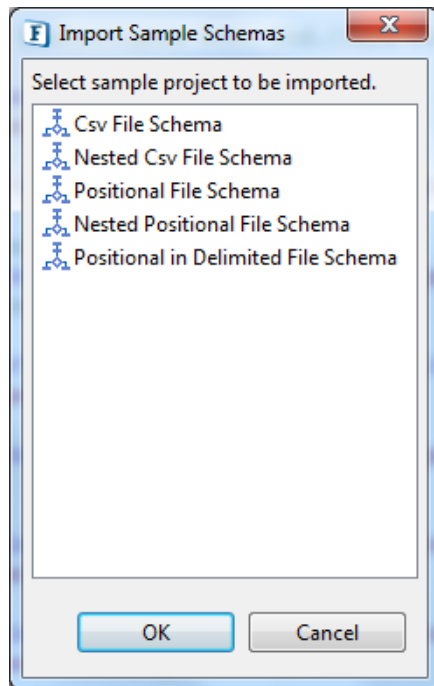 F Import Sample Schemas
Select sample project to be imported.
Csv File Schema
Nested Csv File Schema
Positional File Schema
Nested Positional File Schema
Positional in Delimited File Schema
OK Cancel